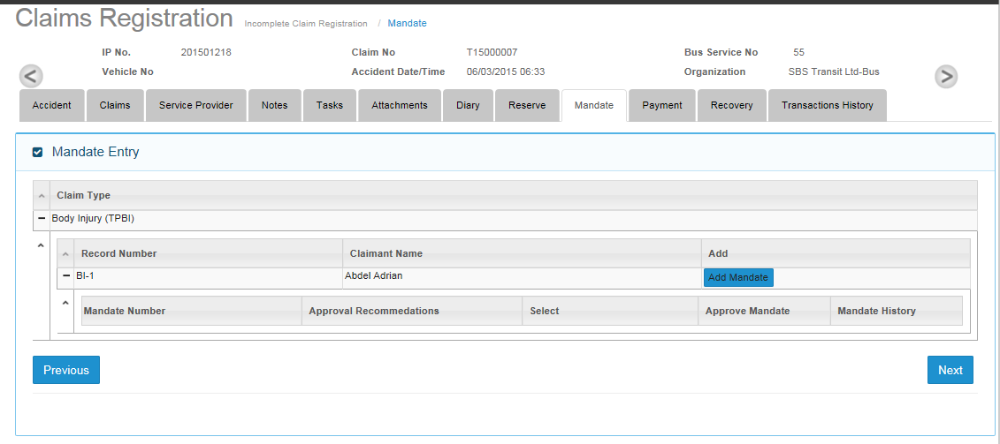 Claims Registration Incomplete Claim Registration / Mandate
IP No. 201501218 Claim No T15000007 Bus Service No 55
Vehicle No Accident Date/Time 06/03/2015 06:33 Organization SBS Transit Ltd-Bus
Accident Claims Service Provider Notes Tasks Attachments Diary Reserve Mandate Payment Recovery Transactions History
Mandate Entry
Claim Type
Body Injury (TPBI)
Record Number Claimant Name Add
BI-1 Abdel Adrian Add Mandate
Mandate Number Approval Recommedations Select Approve Mandate Mandate History
Previous Next